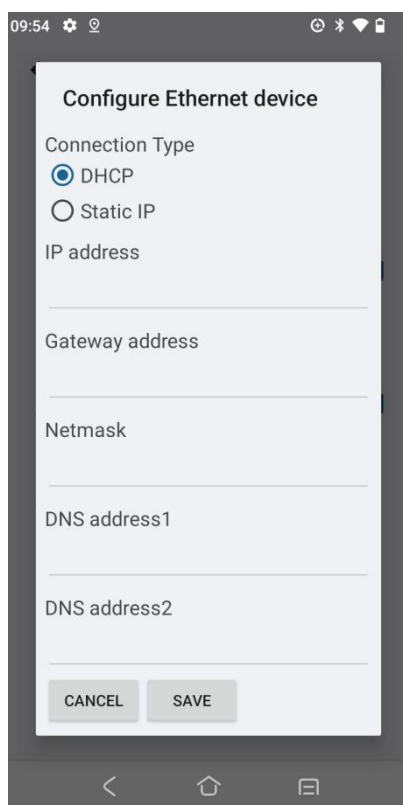 09:54
Configure Ethernet device
Connection Type
DHCP
Static IP
IP address
Gateway address
Netmask
DNS address1
DNS address2
CANCEL SAVE